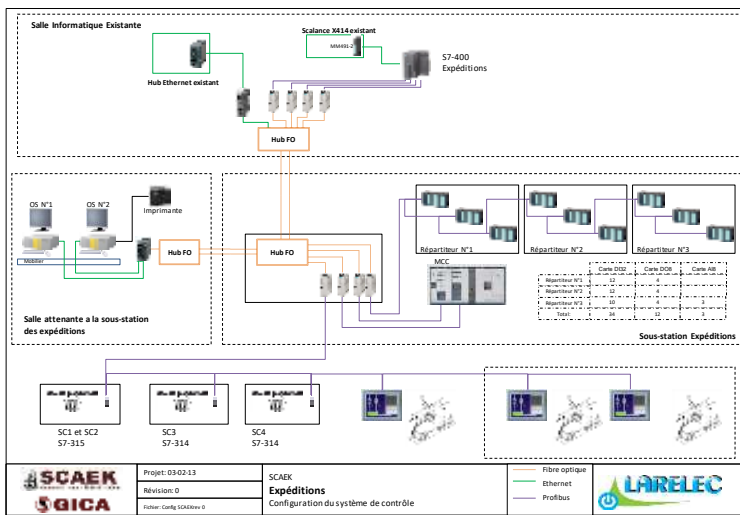 Salle Informatique Existante
Scalance X414 existant
MM491-2
S7-400
Expéditions
Hub Ethernet existant
Hub FO
OS N°1
OS N°2
Imprimante
Hub FO
Hub FO
Mobilier
Répartiteur N°1
Répartiteur N°2
Répartiteur N°3
MCC
Carte DO32
Carte DO8
Carte AI8
Répartiteur N°1
12
4
Répartiteur N°2
12
4
Répartiteur N°3
10
4
3
Total:
34
12
3
Salle attenante a la sous-station
des expéditions
Sous-station Expéditions
SC1 et SC2
S7-315
SC3
S7-314
SC4
S7-314
SCAEK
GICA
Projet: 03-02-13
Révision: 0
Fichier: Config SCAEKrev 0
SCAEK
Expéditions
Configuration du système de contrôle
Fibre optique
Ethernet
Profibus
LARELEC